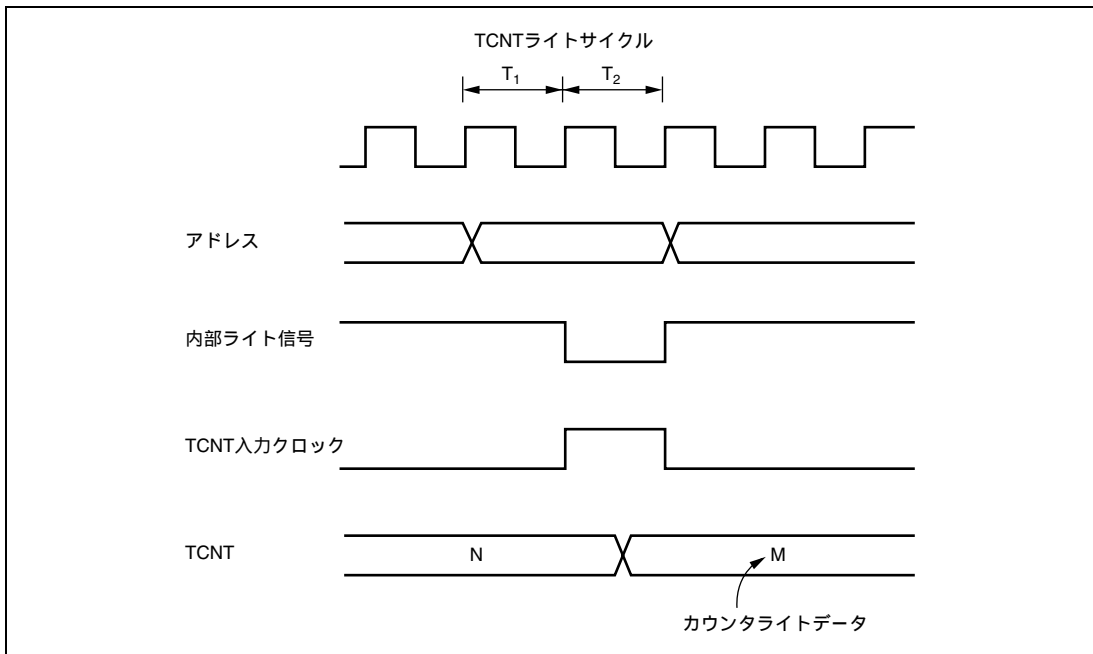 TCNTライトサイクル
T1 T2
アドレス
内部ライト信号
TCNT入力クロック
TCNT N M
カウンタライトデータ